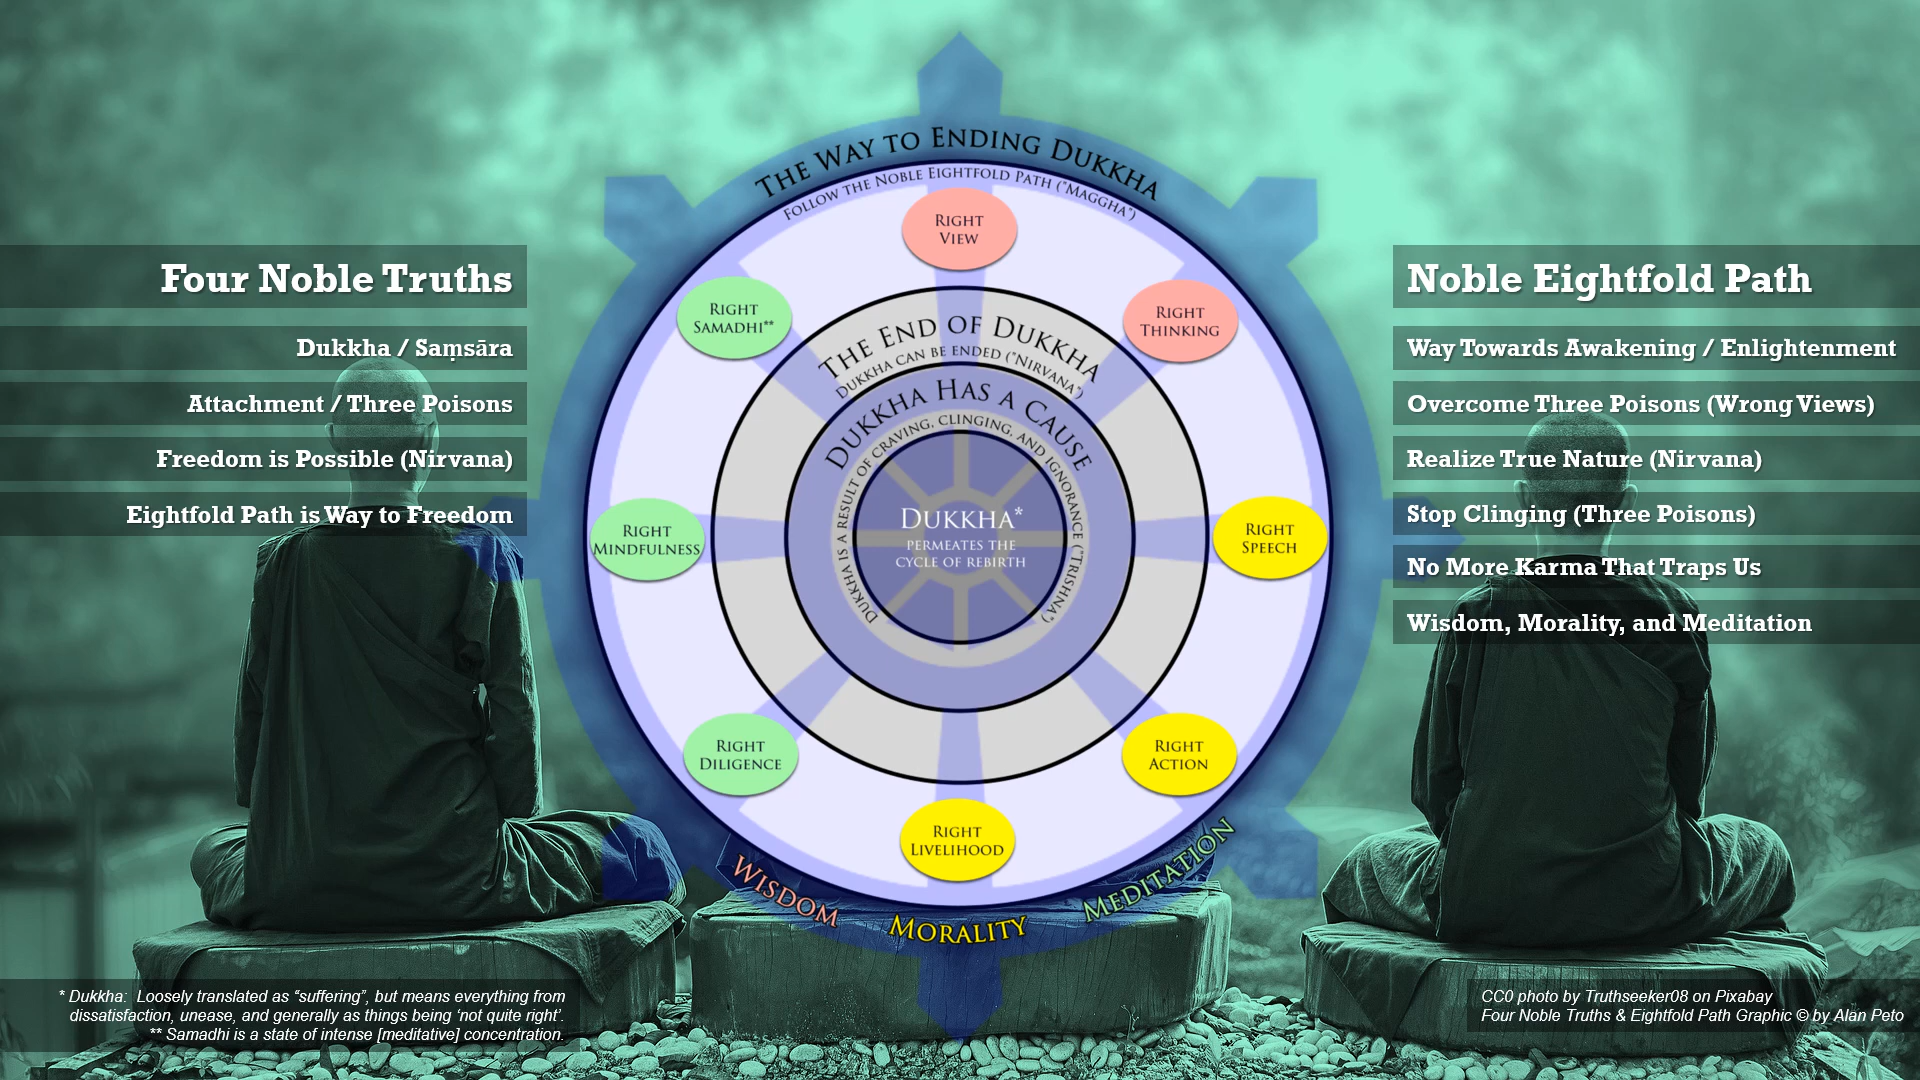 The Way to Ending Dukkha
Follow the Noble Eightfold Path ("Maggha")
Right
View
Right
Thinking
Right
Speech
Right
Action
Right
Livelihood
Right
Diligence
Right
Mindfulness
Right
Samadhi**
The End of Dukkha
Dukkha can be ended ("Nirvana")
Dukkha Has a Cause
Dukkha is a result of craving, clinging, and ignorance ("Trishna")
Dukkha*
permeates the
cycle of rebirth
Wisdom
Morality
Meditation
Four Noble Truths
Dukkha / Saṃsāra
Attachment / Three Poisons
Freedom is Possible (Nirvana)
Eightfold Path is Way to Freedom
Noble Eightfold Path
Way Towards Awakening / Enlightenment
Overcome Three Poisons (Wrong Views)
Realize True Nature (Nirvana)
Stop Clinging (Three Poisons)
No More Karma That Traps Us
Wisdom, Morality, and Meditation
* Dukkha: Loosely translated as “suffering”, but means everything from
dissatisfaction, unease, and generally as things being ‘not quite right’.
** Samadhi is a state of intense [meditative] concentration.
CC0 photo by Truthseeker08 on Pixabay
Four Noble Truths & Eightfold Path Graphic © by Alan Peto